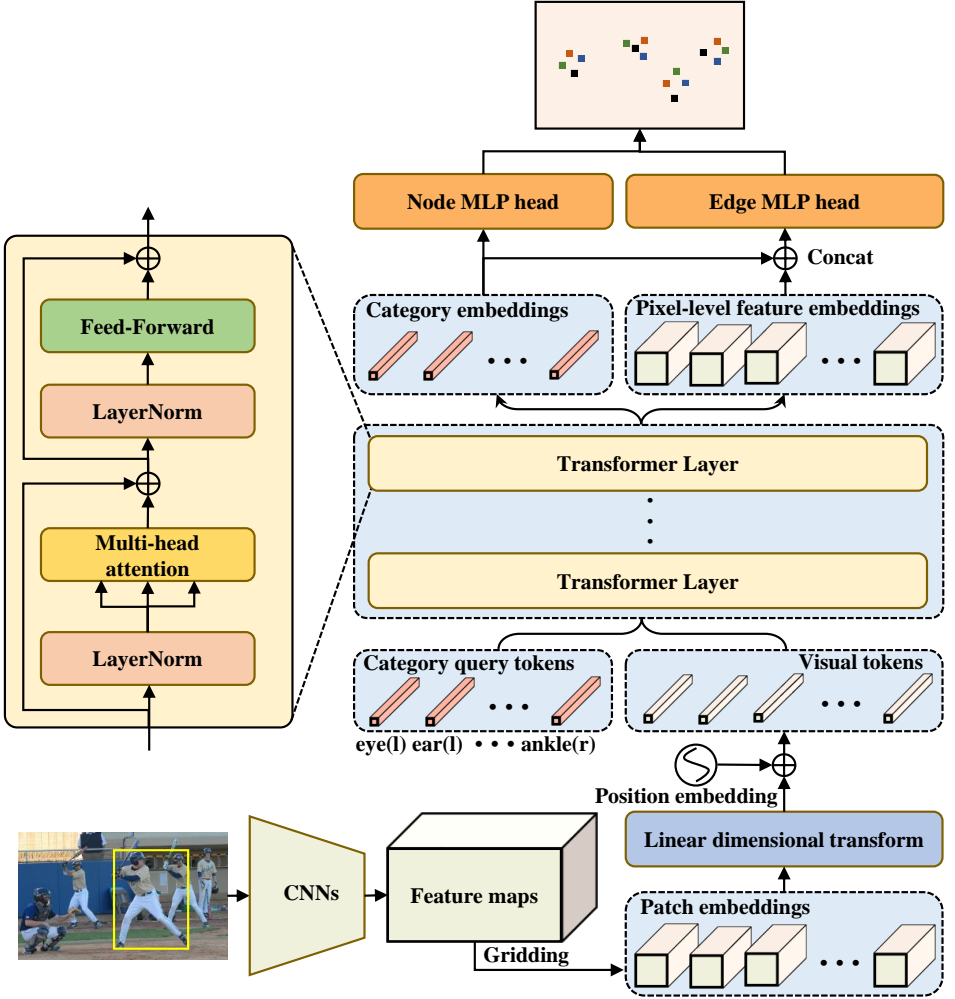 Node MLP head
Edge MLP head
Concat
Category embeddings
Pixel-level feature embeddings
Feed-Forward
LayerNorm
Transformer Layer
Multi-head
attention
Transformer Layer
LayerNorm
Category query tokens
Visual tokens
eye(l) ear(l) • • • ankle(r)
Position embedding
Linear dimensional transform
CNNs
Feature maps
Patch embeddings
Gridding